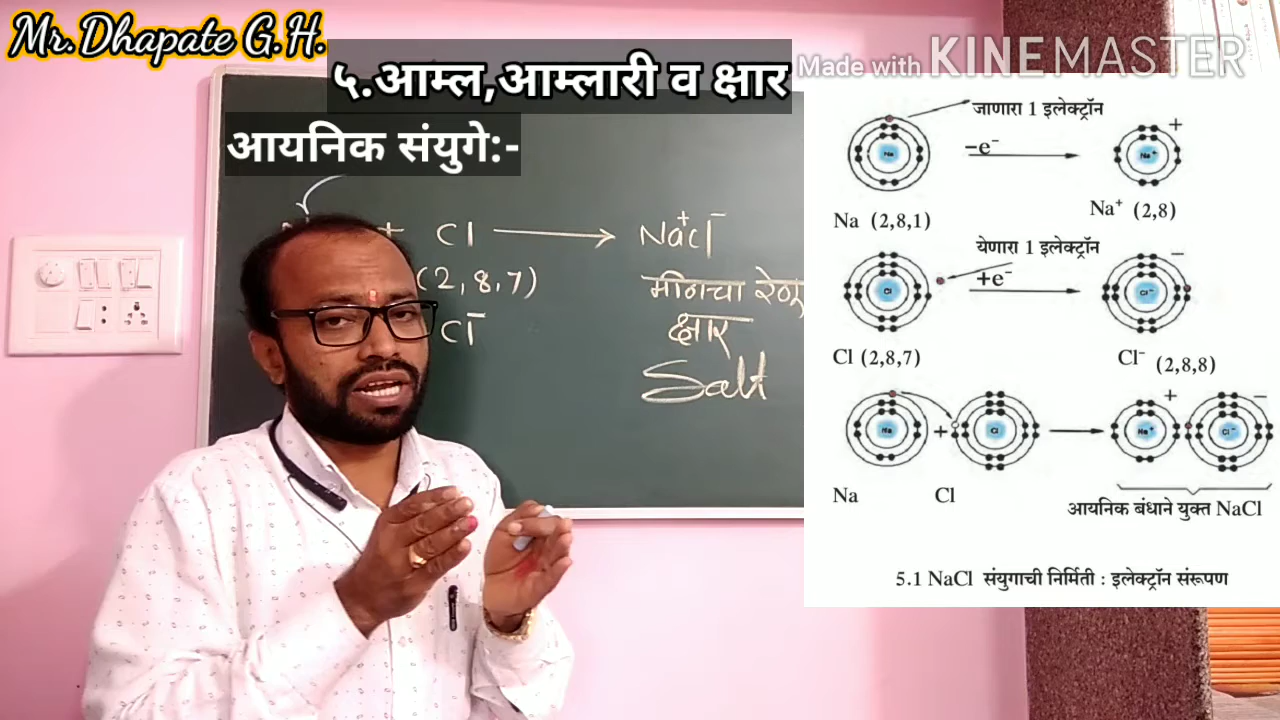 Mr.Dhapate G.H.
Made with KINEMASTER
५.आम्ल,आम्लारी व क्षार
आयनिक संयुगे:-
+ Cl ⟶ Na⁺Cl⁻
(2,8,7)
Cl⁻
क्षार
Salt
जाणारा 1 इलेक्ट्रॉन
−e⁻
+
Na
Na⁺
Na (2,8,1)
Na⁺ (2,8)
येणारा 1 इलेक्ट्रॉन
+e⁻
−
Cl
Cl⁻
Cl (2,8,7)
Cl⁻ (2,8,8)
+ −
Na + Cl Na⁺ Cl⁻
Na Cl
आयनिक बंधाने युक्त NaCl
5.1 NaCl संयुगाची निर्मिती : इलेक्ट्रॉन संरूपण